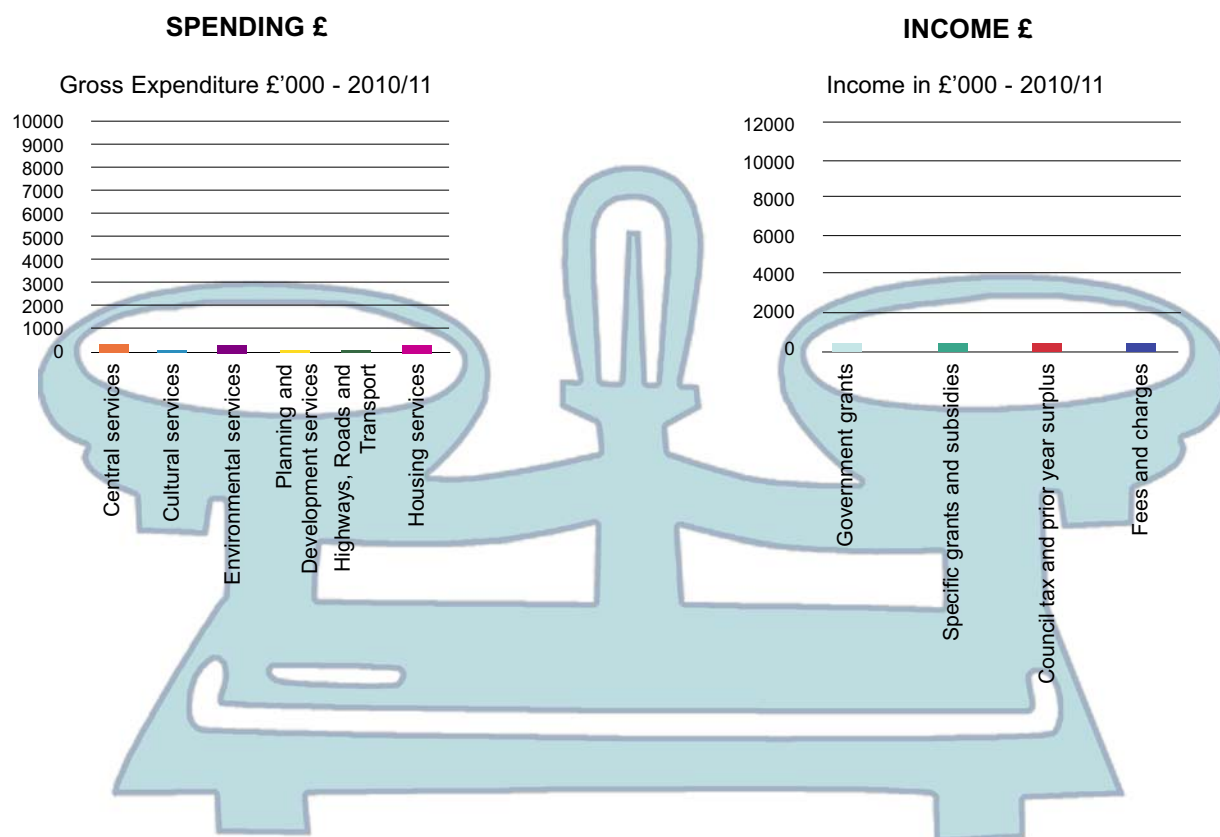 SPENDING £
Gross Expenditure £’000 - 2010/11
10000
9000
8000
7000
6000
5000
4000
3000
2000
1000
0
Central services
Cultural services
Environmental services
Planning and
Development services
Highways, Roads and
Transport
Housing services
INCOME £
Income in £’000 - 2010/11
12000
10000
8000
6000
4000
2000
0
Government grants
Specific grants and subsidies
Council tax and prior year surplus
Fees and charges